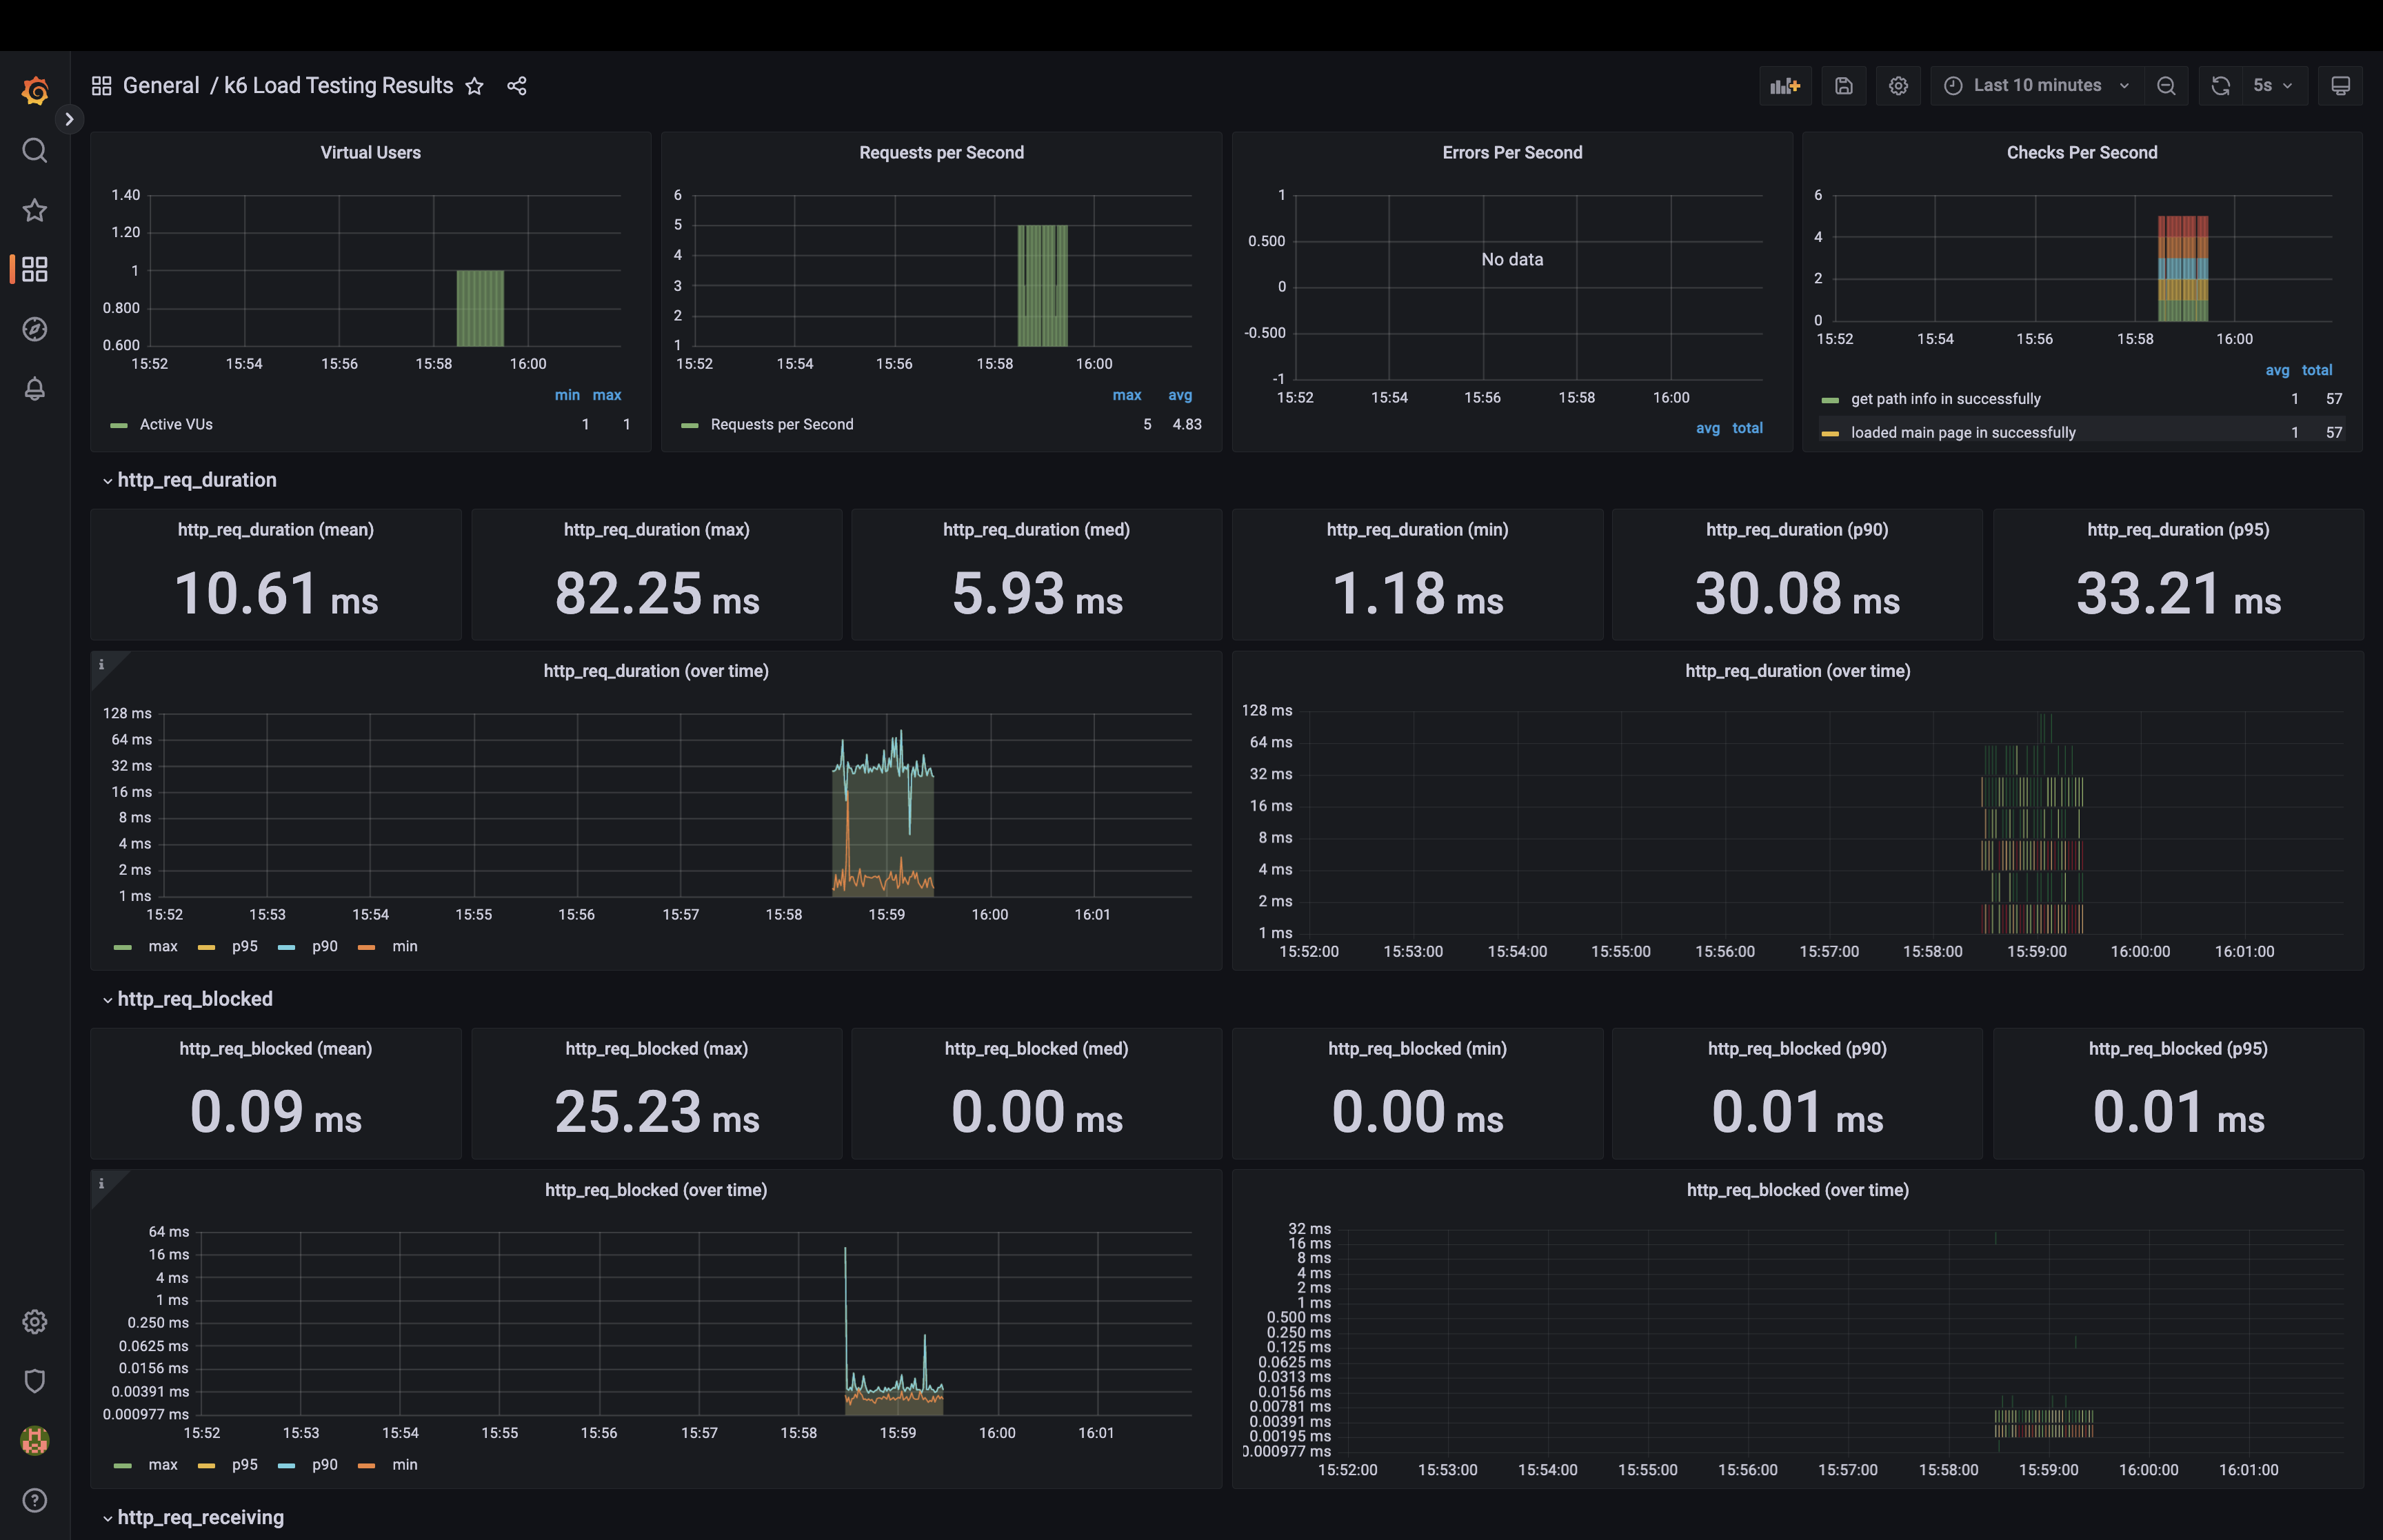 General / k6 Load Testing Results
Last 10 minutes
5s
Virtual Users
1.40
1.20
1
0.800
0.600
15:52 15:54 15:56 15:58 16:00
min max
Active VUs 1 1
Requests per Second
6
5
4
3
2
1
15:52 15:54 15:56 15:58 16:00
max avg
Requests per Second 5 4.83
Errors Per Second
1
0.500
0
-0.500
-1
No data
15:52 15:54 15:56 15:58 16:00
avg total
Checks Per Second
6
4
2
0
15:52 15:54 15:56 15:58 16:00
avg total
get path info in successfully 1 57
loaded main page in successfully 1 57
http_req_duration
http_req_duration (mean)
10.61 ms
http_req_duration (max)
82.25 ms
http_req_duration (med)
5.93 ms
http_req_duration (min)
1.18 ms
http_req_duration (p90)
30.08 ms
http_req_duration (p95)
33.21 ms
i
http_req_duration (over time)
128 ms
64 ms
32 ms
16 ms
8 ms
4 ms
2 ms
1 ms
15:52 15:53 15:54 15:55 15:56 15:57 15:58 15:59 16:00 16:01
max p95 p90 min
http_req_duration (over time)
128 ms
64 ms
32 ms
16 ms
8 ms
4 ms
2 ms
1 ms
15:52:00 15:53:00 15:54:00 15:55:00 15:56:00 15:57:00 15:58:00 15:59:00 16:00:00 16:01:00
http_req_blocked
http_req_blocked (mean)
0.09 ms
http_req_blocked (max)
25.23 ms
http_req_blocked (med)
0.00 ms
http_req_blocked (min)
0.00 ms
http_req_blocked (p90)
0.01 ms
http_req_blocked (p95)
0.01 ms
i
http_req_blocked (over time)
64 ms
16 ms
4 ms
1 ms
0.250 ms
0.0625 ms
0.0156 ms
0.00391 ms
0.000977 ms
15:52 15:53 15:54 15:55 15:56 15:57 15:58 15:59 16:00 16:01
max p95 p90 min
http_req_blocked (over time)
32 ms
16 ms
8 ms
4 ms
2 ms
1 ms
0.500 ms
0.250 ms
0.125 ms
0.0625 ms
0.0313 ms
0.0156 ms
0.00781 ms
0.00391 ms
0.00195 ms
0.000977 ms
15:52:00 15:53:00 15:54:00 15:55:00 15:56:00 15:57:00 15:58:00 15:59:00 16:00:00 16:01:00
http_req_receiving